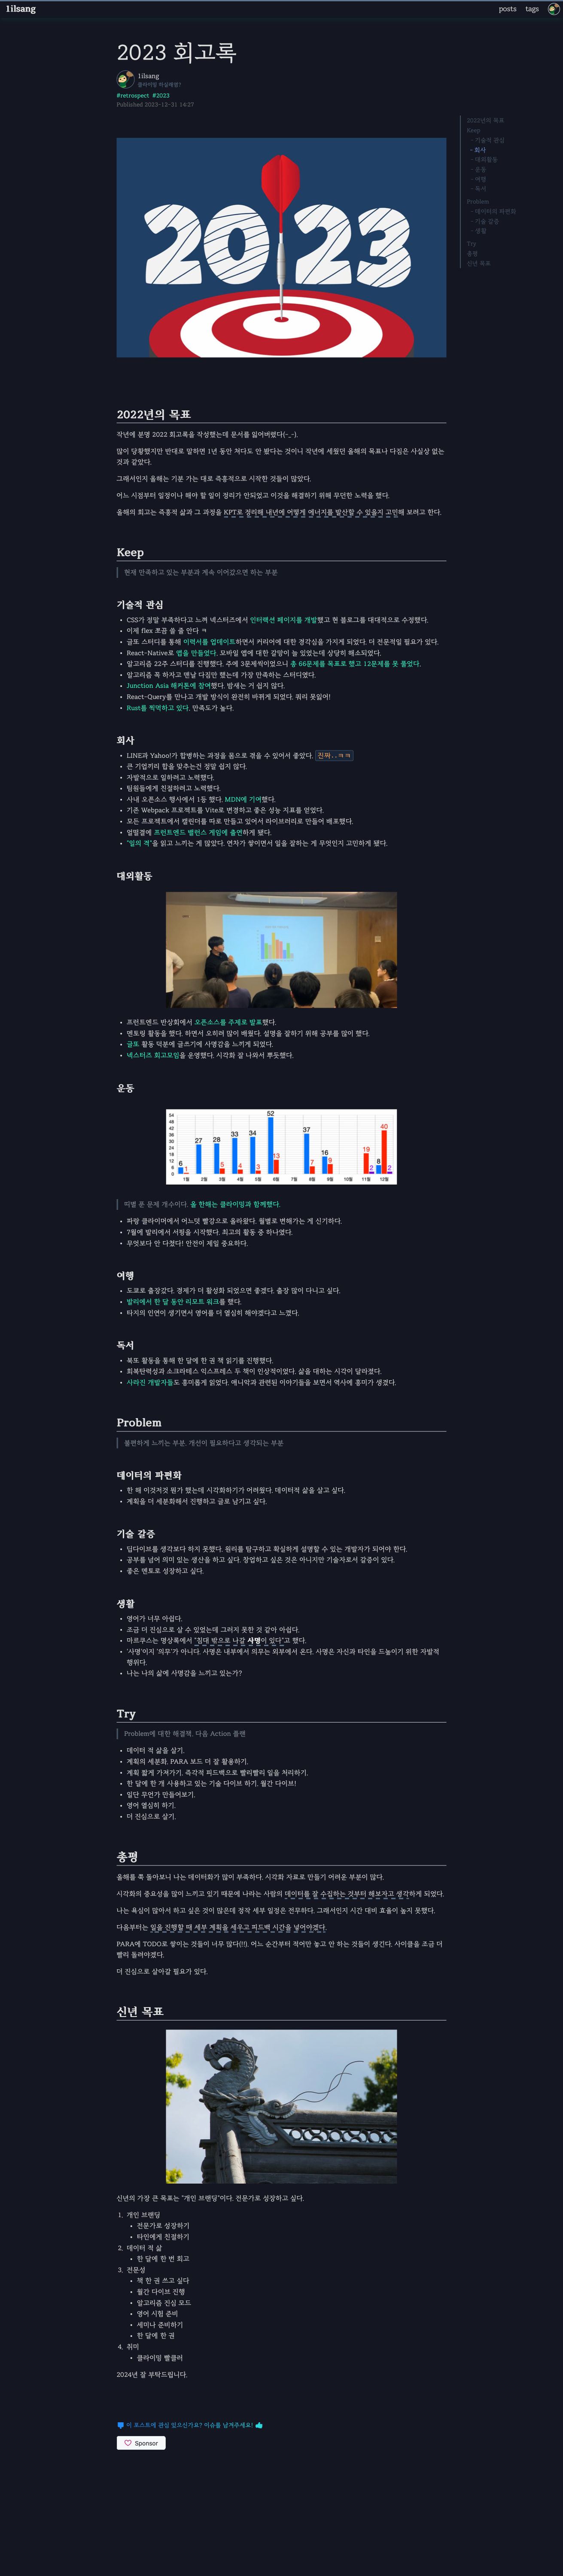 1ilsang
posts tags
2023 회고록
1ilsang
클라이밍 하실래염?
#retrospect #2023
Published 2023-12-31 14:27
2022년의 목표
Keep
- 기술적 관심
- 회사
- 대외활동
- 운동
- 여행
- 독서
Problem
- 데이터의 파편화
- 기술 갈증
- 생활
Try
총평
신년 목표
2023
2022년의 목표
작년에 분명 2022 회고록을 작성했는데 문서를 잃어버렸다(-_-).
많이 당황했지만 반대로 말하면 1년 동안 쳐다도 안 봤다는 것이니 작년에 세웠던 올해의 목표나 다짐은 사실상 없는
것과 같았다.
그래서인지 올해는 기분 가는 대로 즉흥적으로 시작한 것들이 많았다.
어느 시점부터 일정이나 해야 할 일이 정리가 안되었고 이것을 해결하기 위해 무던한 노력을 했다.
올해의 회고는 즉흥적 삶과 그 과정을 KPT로 정리해 내년에 어떻게 에너지를 발산할 수 있을지 고민해 보려고 한다.
Keep
현재 만족하고 있는 부분과 계속 이어갔으면 하는 부분
기술적 관심
• CSS가 정말 부족하다고 느껴 넥스터즈에서 인터랙션 페이지를 개발했고 현 블로그를 대대적으로 수정했다.
• 이제 flex 쪼끔 쓸 줄 안다 ㅋ
• 글또 스터디를 통해 이력서를 업데이트하면서 커리어에 대한 경각심을 가지게 되었다. 더 전문적일 필요가 있다.
• React-Native로 앱을 만들었다. 모바일 앱에 대한 갈망이 늘 있었는데 상당히 해소되었다.
• 알고리즘 22주 스터디를 진행했다. 주에 3문제씩이었으니 총 66문제를 목표로 했고 12문제를 못 풀었다.
• 알고리즘 꼭 하자고 맨날 다짐만 했는데 가장 만족하는 스터디였다.
• Junction Asia 해커톤에 참여했다. 밤새는 거 쉽지 않다.
• React-Query를 만나고 개발 방식이 완전히 바뀌게 되었다. 쿼리 못잃어!
• Rust를 찍먹하고 있다. 만족도가 높다.
회사
• LINE과 Yahoo!가 합병하는 과정을 몸으로 겪을 수 있어서 좋았다. 진짜..ㅋㅋ
• 큰 기업끼리 합을 맞추는건 정말 쉽지 않다.
• 자발적으로 일하려고 노력했다.
• 팀원들에게 친절하려고 노력했다.
• 사내 오픈소스 행사에서 1등 했다. MDN에 기여했다.
• 기존 Webpack 프로젝트를 Vite로 변경하고 좋은 성능 지표를 얻었다.
• 모든 프로젝트에서 캘린더를 따로 만들고 있어서 라이브러리로 만들어 배포했다.
• 얼떨결에 프런트엔드 밸런스 게임에 출연하게 됐다.
• "일의 격"을 읽고 느끼는 게 많았다. 연차가 쌓이면서 일을 잘하는 게 무엇인지 고민하게 됐다.
대외활동
• 프런트엔드 반상회에서 오픈소스를 주제로 발표했다.
• 멘토링 활동을 했다. 하면서 오히려 많이 배웠다. 설명을 잘하기 위해 공부를 많이 했다.
• 글또 활동 덕분에 글쓰기에 사명감을 느끼게 되었다.
• 넥스터즈 회고모임을 운영했다. 시각화 잘 나와서 뿌듯했다.
운동
54
48
42
36
30
24
18
12
6
0
6 1 27 5 28 4 33 4 34 3 52 13 37 7 16 9 19 2 8 40 2
1월 2월 3월 4월 5월 6월 7월 8월 9월 10월 11월 12월
띠별 푼 문제 개수이다. 올 한해는 클라이밍과 함께했다.
• 파랑 클라이머에서 어느덧 빨강으로 올라왔다. 월별로 변해가는 게 신기하다.
• 7월에 발리에서 서핑을 시작했다. 최고의 활동 중 하나였다.
• 무엇보다 안 다쳤다! 안전이 제일 중요하다.
여행
• 도쿄로 출장갔다. 경제가 더 활성화 되었으면 좋겠다. 출장 많이 다니고 싶다.
• 발리에서 한 달 동안 리모트 워크를 했다.
• 타지의 인연이 생기면서 영어를 더 열심히 해야겠다고 느꼈다.
독서
• 북또 활동을 통해 한 달에 한 권 책 읽기를 진행했다.
• 회복탄력성과 소크라테스 익스프레스 두 책이 인상적이었다. 삶을 대하는 시각이 달라졌다.
• 사라진 개발자들도 흥미롭게 읽었다. 애니악과 관련된 이야기들을 보면서 역사에 흥미가 생겼다.
Problem
불편하게 느끼는 부분. 개선이 필요하다고 생각되는 부분
데이터의 파편화
• 한 해 이것저것 뭔가 했는데 시각화하기가 어려웠다. 데이터적 삶을 살고 싶다.
• 계획을 더 세분화해서 진행하고 글로 남기고 싶다.
기술 갈증
• 딥다이브를 생각보다 하지 못했다. 원리를 탐구하고 확실하게 설명할 수 있는 개발자가 되어야 한다.
• 공부를 넘어 의미 있는 생산을 하고 싶다. 창업하고 싶은 것은 아니지만 기술자로서 갈증이 있다.
• 좋은 멘토로 성장하고 싶다.
생활
• 영어가 너무 아쉽다.
• 조금 더 진심으로 살 수 있었는데 그러지 못한 것 같아 아쉽다.
• 마르쿠스는 명상록에서 "침대 밖으로 나갈 사명이 있다"고 했다.
• '사명'이지 '의무'가 아니다. 사명은 내부에서 의무는 외부에서 온다. 사명은 자신과 타인을 드높이기 위한 자발적
행위다.
• 나는 나의 삶에 사명감을 느끼고 있는가?
Try
Problem에 대한 해결책. 다음 Action 플랜
• 데이터 적 삶을 살기.
• 계획의 세분화. PARA 보드 더 잘 활용하기.
• 계획 짧게 가져가기. 즉각적 피드백으로 빨리빨리 일을 처리하기.
• 한 달에 한 개 사용하고 있는 기술 다이브 하기. 월간 다이브!
• 일단 무언가 만들어보기.
• 영어 열심히 하기.
• 더 진심으로 살기.
총평
올해를 쭉 돌아보니 나는 데이터화가 많이 부족하다. 시각화 자료로 만들기 어려운 부분이 많다.
시각화의 중요성을 많이 느끼고 있기 때문에 나라는 사람의 데이터를 잘 수집하는 것부터 해보자고 생각하게 되었다.
나는 욕심이 많아서 하고 싶은 것이 많은데 정작 세부 일정은 전무하다. 그래서인지 시간 대비 효율이 높지 못했다.
다음부터는 일을 진행할 때 세부 계획을 세우고 피드백 시간을 넣어야겠다.
PARA에 TODO로 쌓이는 것들이 너무 많다(!!). 어느 순간부터 적어만 놓고 안 하는 것들이 생긴다. 사이클을 조금 더
빨리 돌려야겠다.
더 진심으로 살아갈 필요가 있다.
신년 목표
신년의 가장 큰 목표는 "개인 브랜딩"이다. 전문가로 성장하고 싶다.
1. 개인 브랜딩
• 전문가로 성장하기
• 타인에게 친절하기
2. 데이터 적 삶
• 한 달에 한 번 회고
3. 전문성
• 책 한 권 쓰고 싶다
• 월간 다이브 진행
• 알고리즘 진심 모드
• 영어 시험 준비
• 세미나 준비하기
• 한 달에 한 권
4. 취미
• 클라이밍 빨클러
2024년 잘 부탁드립니다.
이 포스트에 관심 있으신가요? 이슈를 남겨주세요!
Sponsor